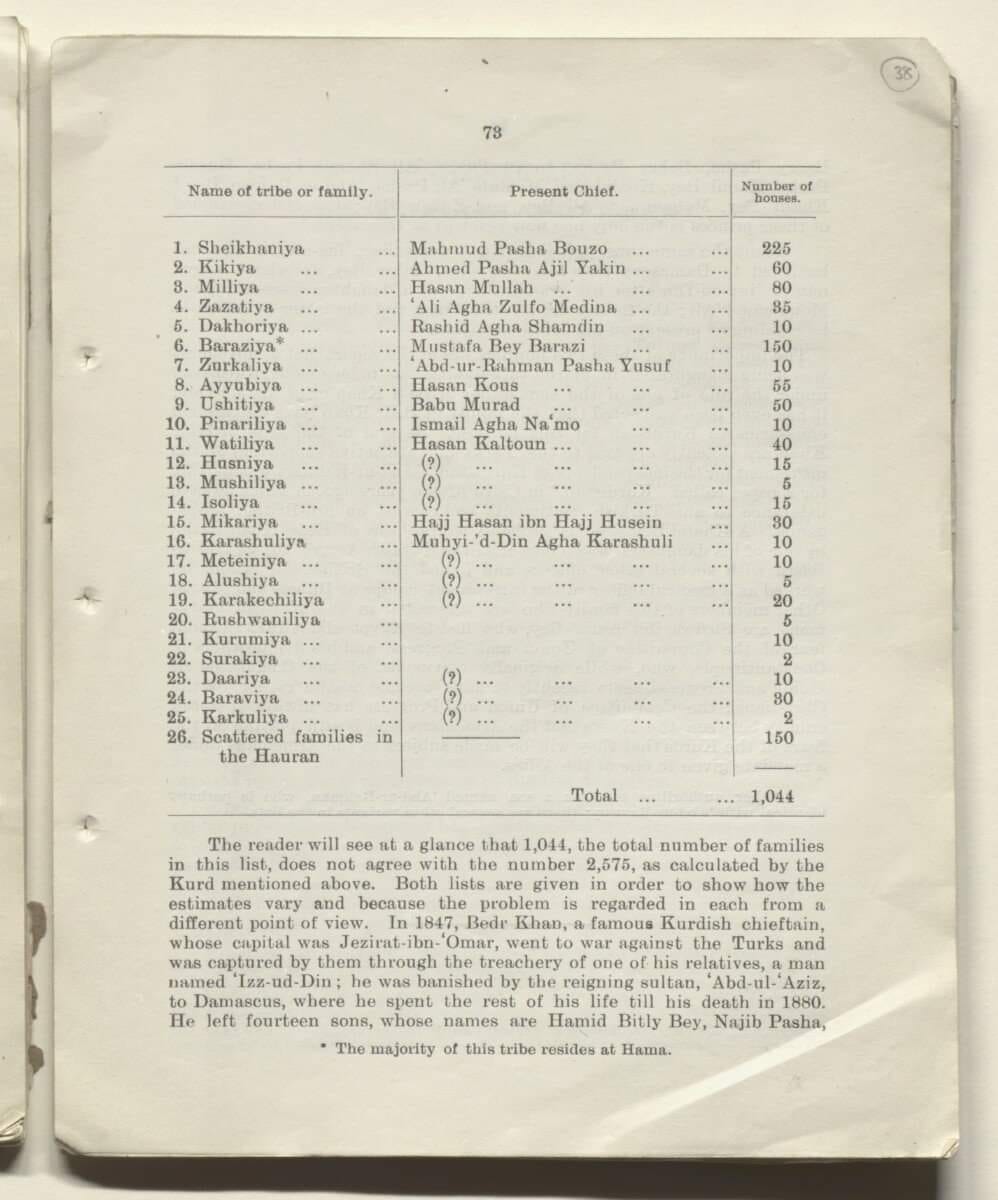 38
73
Name of tribe or family. Present Chief. Number of houses.
1. Sheikhaniya ... Mahmud Pasha Bouzo ... ... 225
2. Kikiya ... ... Ahmed Pasha Ajil Yakin ... ... 60
3. Milliya ... ... Hasan Mullah ... ... ... 80
4. Zazatiya ... ... ‘Ali Agha Zulfo Medina ... ... 35
5. Dakhoriya ... ... Rashid Agha Shamdin ... ... 10
6. Baraziya* ... ... Mustafa Bey Barazi ... ... 150
7. Zurkaliya ... ... ‘Abd-ur-Rahman Pasha Yusuf ... 10
8. Ayyubiya ... ... Hasan Kous ... ... ... 55
9. Ushitiya ... ... Babu Murad ... ... ... 50
10. Pinariliya ... ... Ismail Agha Na‘mo ... ... 10
11. Watiliya ... ... Hasan Kaltoun ... ... ... 40
12. Husniya ... ... (?) ... ... ... ... 15
13. Mushiliya ... ... (?) ... ... ... ... 5
14. Isoliya ... ... (?) ... ... ... ... 15
15. Mikariya ... ... Hajj Hasan ibn Hajj Husein ... 30
16. Karashuliya ... Muhyi-’d-Din Agha Karashuli ... 10
17. Meteiniya ... ... (?) ... ... ... ... 10
18. Alushiya ... ... (?) ... ... ... ... 5
19. Karakechiliya ... (?) ... ... ... ... 20
20. Rushwaniliya ... 5
21. Kurumiya ... ... 10
22. Surakiya ... ... 2
23. Daariya ... ... (?) ... ... ... ... 10
24. Baraviya ... ... (?) ... ... ... ... 30
25. Karkuliya ... ... (?) ... ... ... ... 2
26. Scattered families in 150
the Hauran
Total ... ... 1,044
The reader will see at a glance that 1,044, the total number of families
in this list, does not agree with the number 2,575, as calculated by the
Kurd mentioned above. Both lists are given in order to show how the
estimates vary and because the problem is regarded in each from a
different point of view. In 1847, Bedr Khan, a famous Kurdish chieftain,
whose capital was Jezirat-ibn-‘Omar, went to war against the Turks and
was captured by them through the treachery of one of his relatives, a man
named ‘Izz-ud-Din ; he was banished by the reigning sultan, ‘Abd-ul-‘Aziz,
to Damascus, where he spent the rest of his life till his death in 1880.
He left fourteen sons, whose names are Hamid Bitly Bey, Najib Pasha,
* The majority of this tribe resides at Hama.